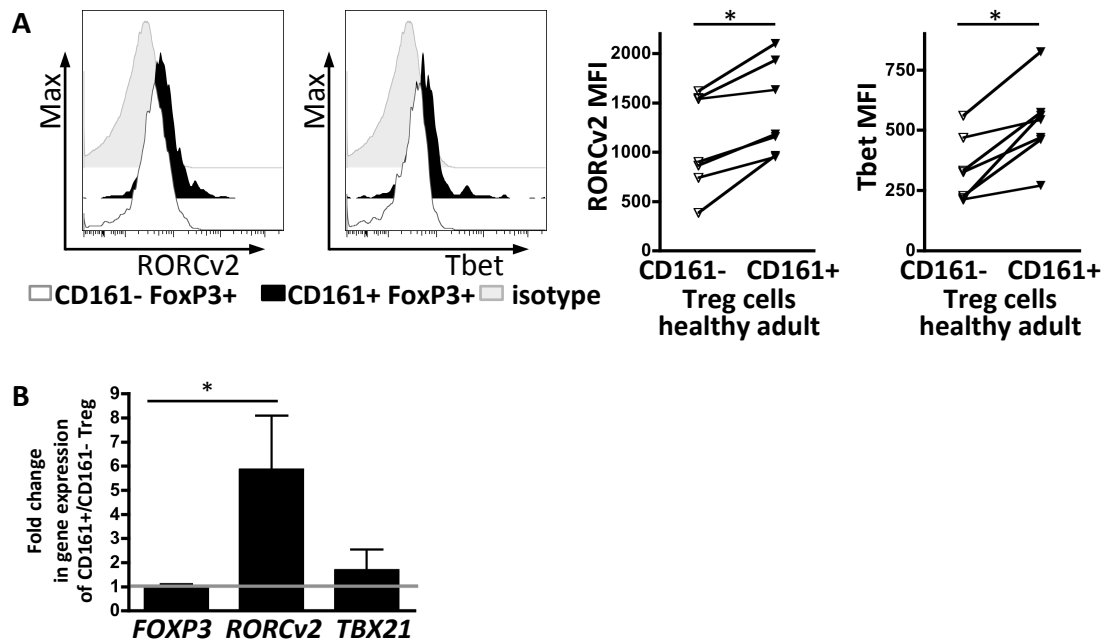 A
Max
RORCv2
Max
Tbet
CD161- FoxP3+
CD161+ FoxP3+
isotype
*
RORCv2 MFI
2000
1500
1000
500
0
CD161-
CD161+
Treg cells
healthy adult
*
Tbet MFI
750
500
250
0
CD161-
CD161+
Treg cells
healthy adult
B
Fold change
in gene expression
of CD161+/CD161- Treg
9
8
7
6
5
4
3
2
1
0
*
FOXP3
RORCv2
TBX21